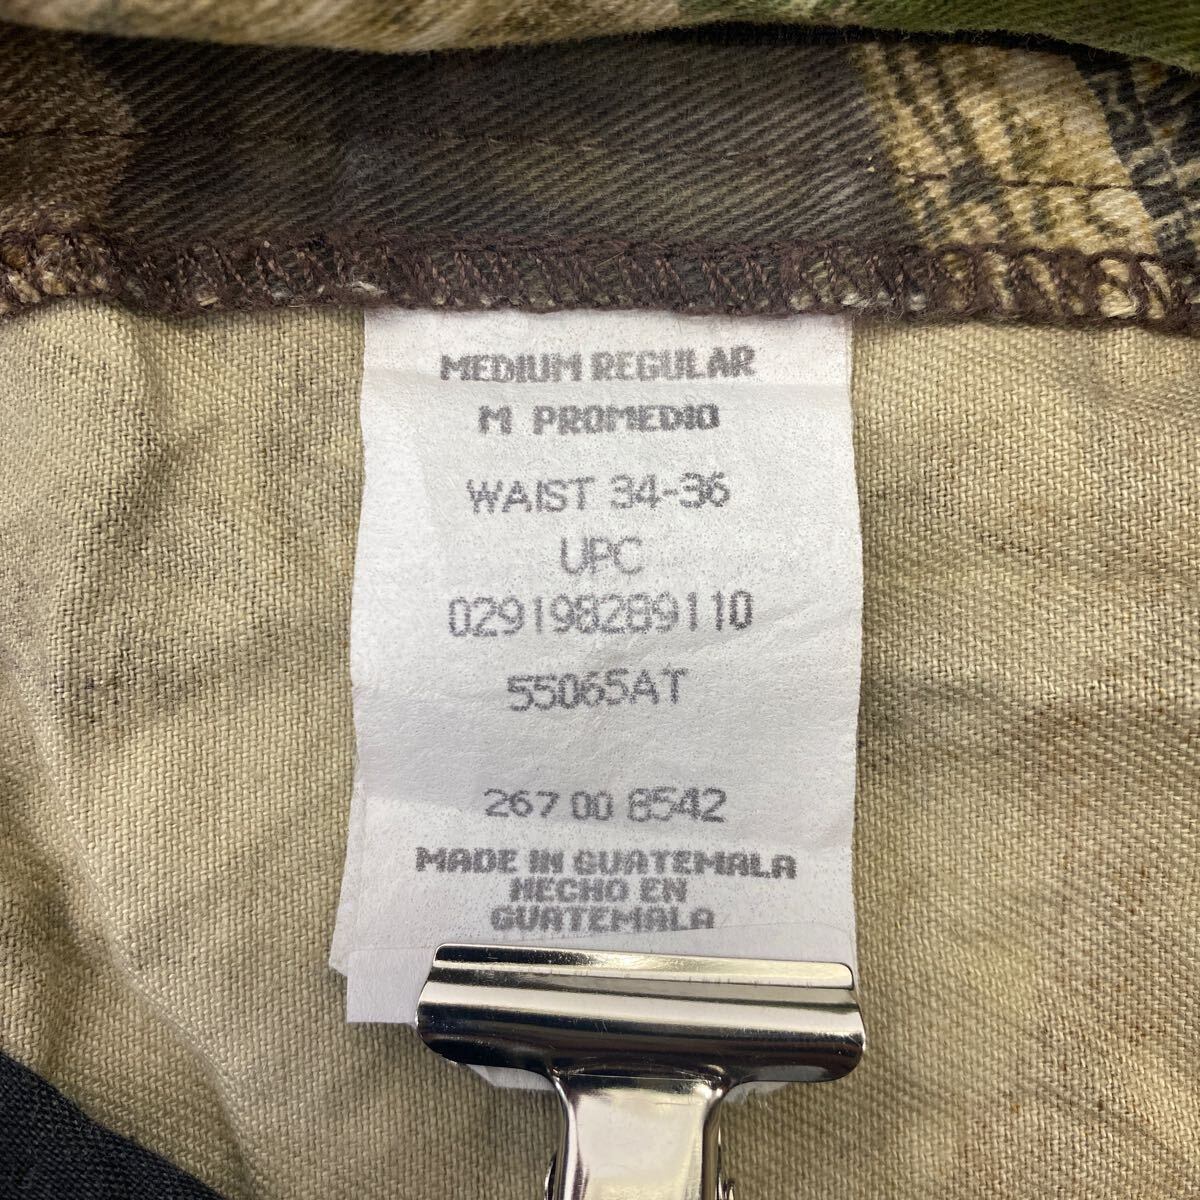 MEDIUM REGULAR
M PROMEDIO
WAIST 34-36
UPC
029198289110
55065AT
267 00 8542
MADE IN GUATEMALA
HECHO EN
GUATEMALA